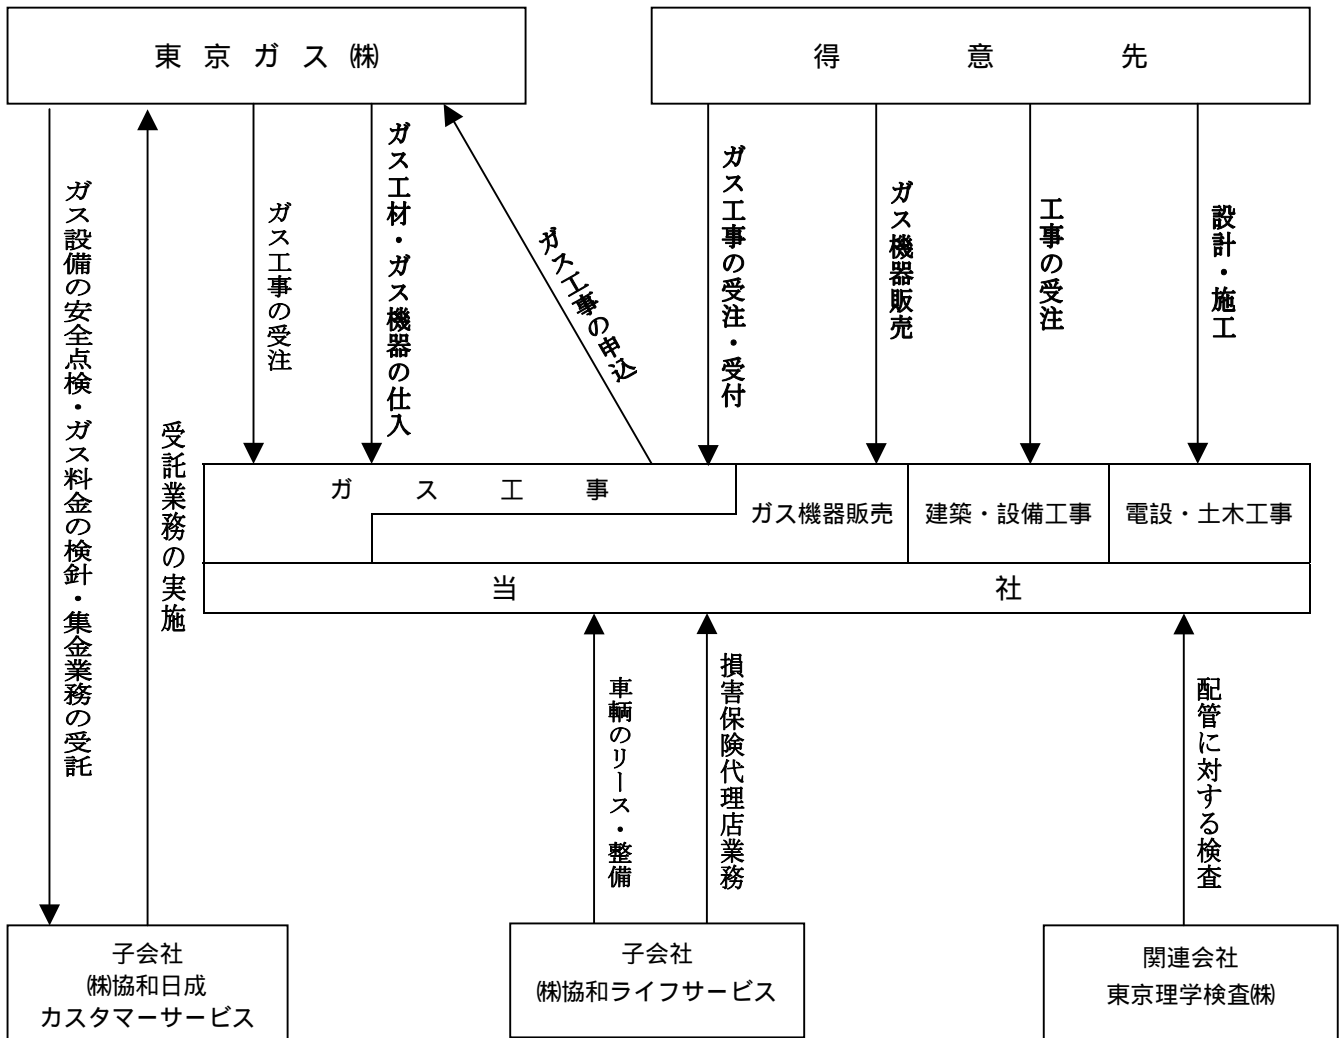 東京ガス㈱
得意先
ガス設備の安全点検・ガス料金の検針・集金業務の受託
受託業務の実施
ガス工事の受注
ガス工材・ガス機器の仕入
ガス工事の申込
ガス工事の受注・受付
ガス機器販売
工事の受注
設計・施工
ガス工事
ガス機器販売
建築・設備工事
電設・土木工事
当社
車輌のリース・整備
損害保険代理店業務
配管に対する検査
子会社
㈱協和日成
カスタマーサービス
子会社
㈱協和ライフサービス
関連会社
東京理学検査㈱